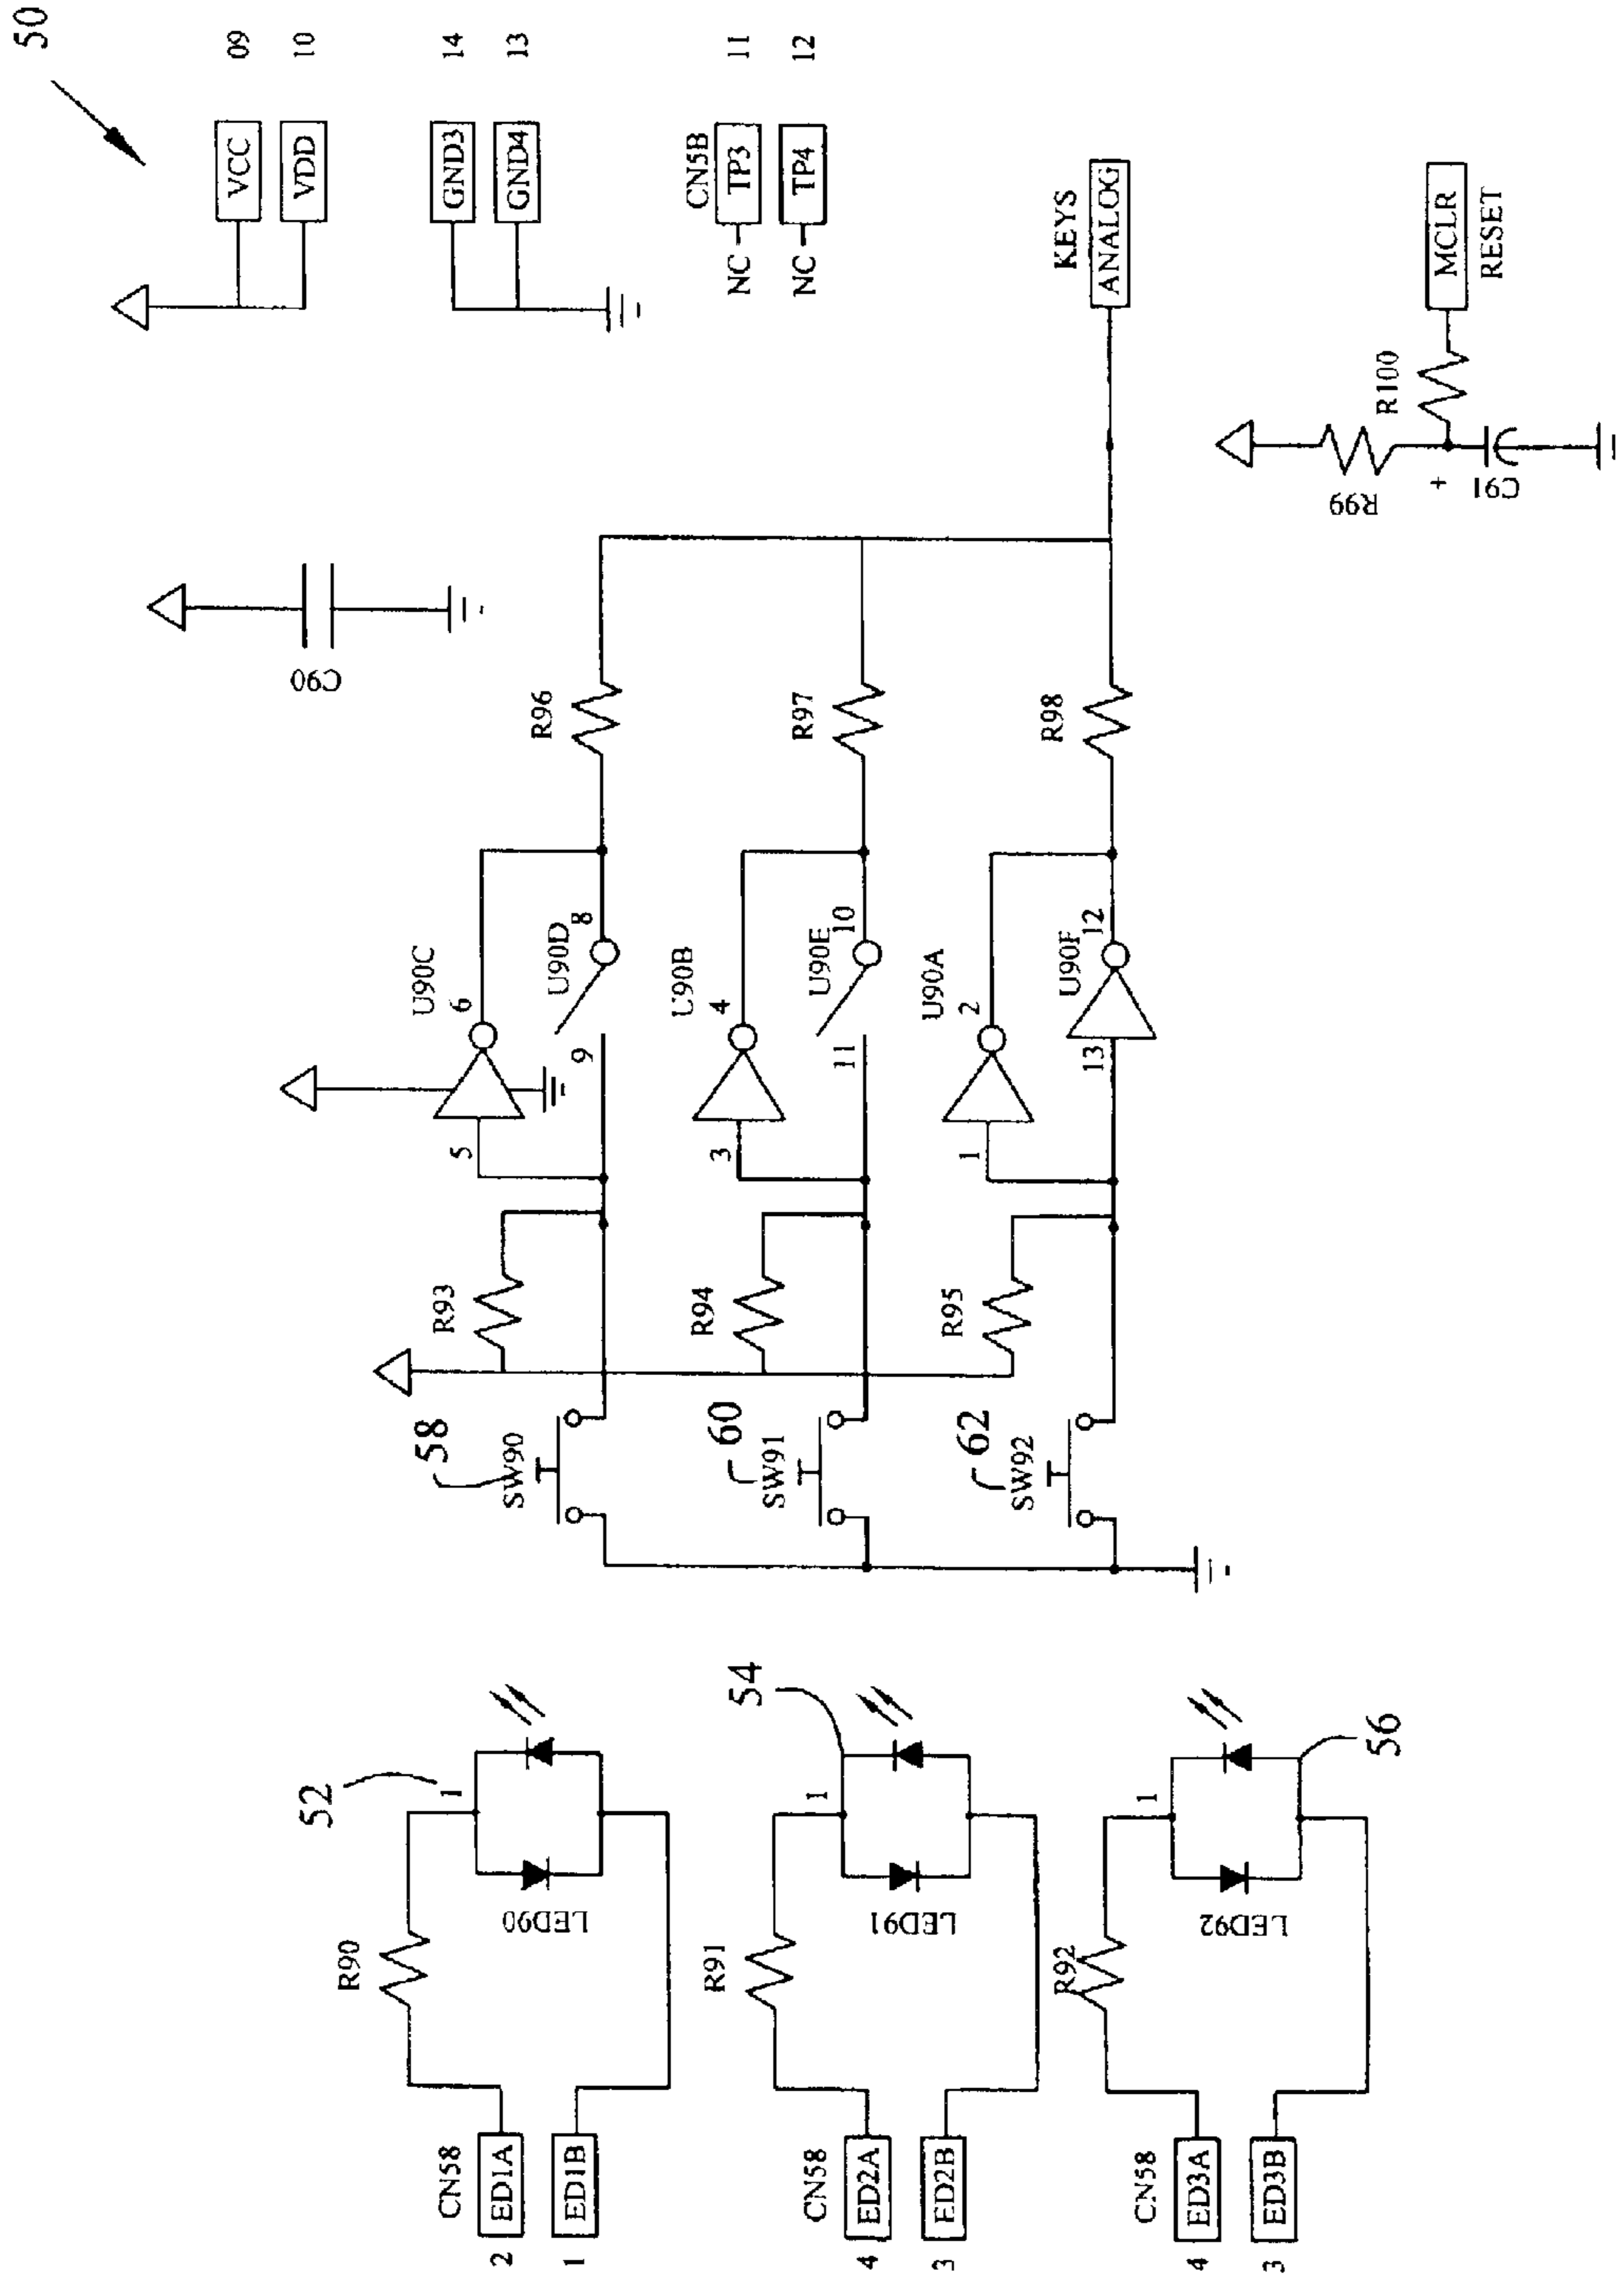 50
VCC 09
VDD 10
GND3 14
GND4 13
CN5B
NC TP3 11
NC TP4 12
C90
KEYS
ANALOG
R99
R100
+
C91
MCLR
RESET
58
SW90
R93
U90C
5
6
U90D
9
8
R96
60
SW91
R94
U90B
3
4
U90E
11
10
R97
62
SW92
R95
U90A
1
2
U90F
13
12
R98
CN58
2 ED1A
1 ED1B
R90
52
1
LED90
CN58
4 ED2A
3 ED2B
R91
54
1
LED91
CN58
4 ED3A
3 ED3B
R92
1
56
LED92